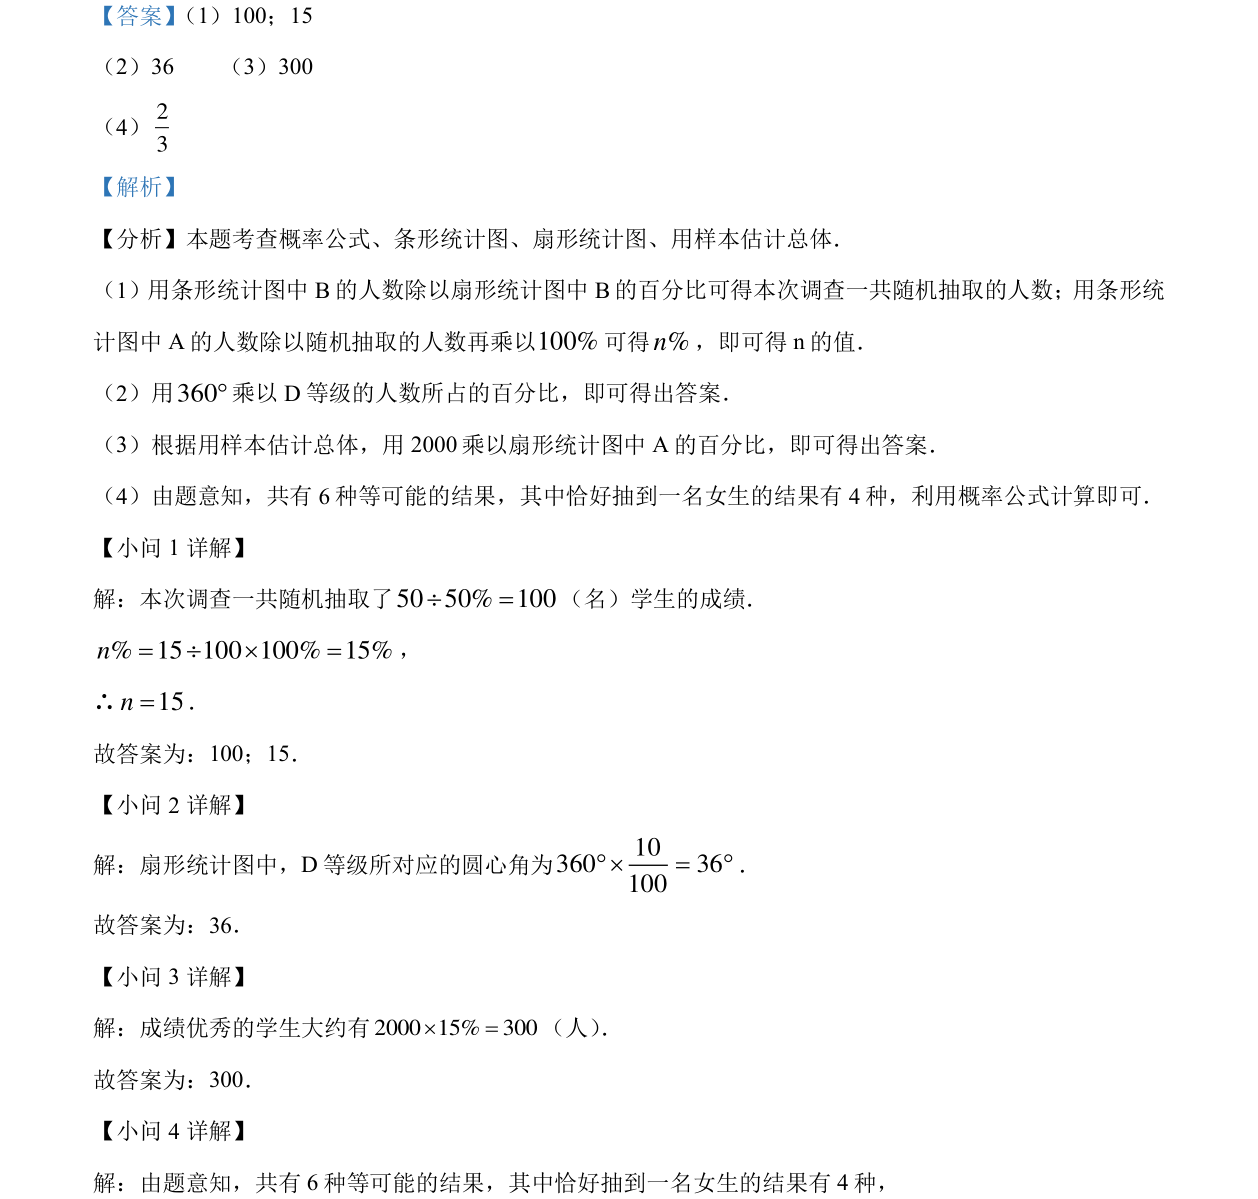 【答案】（1）100；15
（2）36 （3）300
（4）2/3
【解析】
【分析】本题考查概率公式、条形统计图、扇形统计图、用样本估计总体．
（1）用条形统计图中 B 的人数除以扇形统计图中 B 的百分比可得本次调查一共随机抽取的人数；用条形统
计图中 A 的人数除以随机抽取的人数再乘以100% 可得n% ，即可得 n 的值．
（2）用360° 乘以 D 等级的人数所占的百分比，即可得出答案．
（3）根据用样本估计总体，用 2000 乘以扇形统计图中 A 的百分比，即可得出答案．
（4）由题意知，共有 6 种等可能的结果，其中恰好抽到一名女生的结果有 4 种，利用概率公式计算即可．
【小问 1 详解】
解：本次调查一共随机抽取了50÷50% =100（名）学生的成绩．
n% =15÷100×100% =15% ，
∴ n =15．
故答案为：100；15．
【小问 2 详解】
解：扇形统计图中，D 等级所对应的圆心角为360°×10/100 = 36° ．
故答案为：36．
【小问 3 详解】
解：成绩优秀的学生大约有 2000×15% = 300（人）．
故答案为：300．
【小问 4 详解】
解：由题意知，共有 6 种等可能的结果，其中恰好抽到一名女生的结果有 4 种，